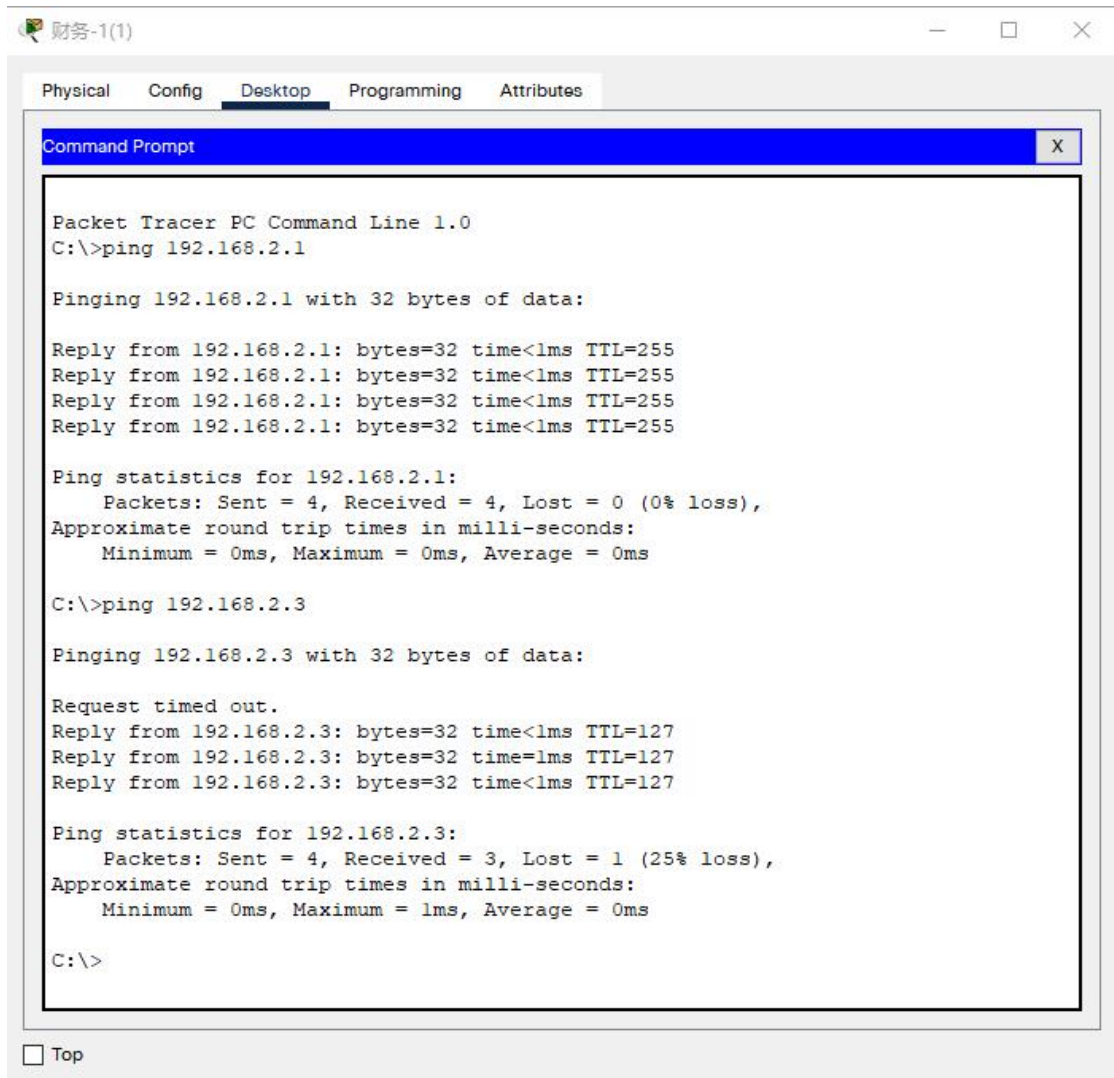 财务-1(1)
Physical Config Desktop Programming Attributes
Command Prompt X
Packet Tracer PC Command Line 1.0
C:\>ping 192.168.2.1
Pinging 192.168.2.1 with 32 bytes of data:
Reply from 192.168.2.1: bytes=32 time<1ms TTL=255
Reply from 192.168.2.1: bytes=32 time<1ms TTL=255
Reply from 192.168.2.1: bytes=32 time<1ms TTL=255
Reply from 192.168.2.1: bytes=32 time<1ms TTL=255
Ping statistics for 192.168.2.1:
Packets: Sent = 4, Received = 4, Lost = 0 (0% loss),
Approximate round trip times in milli-seconds:
Minimum = 0ms, Maximum = 0ms, Average = 0ms
C:\>ping 192.168.2.3
Pinging 192.168.2.3 with 32 bytes of data:
Request timed out.
Reply from 192.168.2.3: bytes=32 time<1ms TTL=127
Reply from 192.168.2.3: bytes=32 time=1ms TTL=127
Reply from 192.168.2.3: bytes=32 time<1ms TTL=127
Ping statistics for 192.168.2.3:
Packets: Sent = 4, Received = 3, Lost = 1 (25% loss),
Approximate round trip times in milli-seconds:
Minimum = 0ms, Maximum = 1ms, Average = 0ms
C:\>
Top